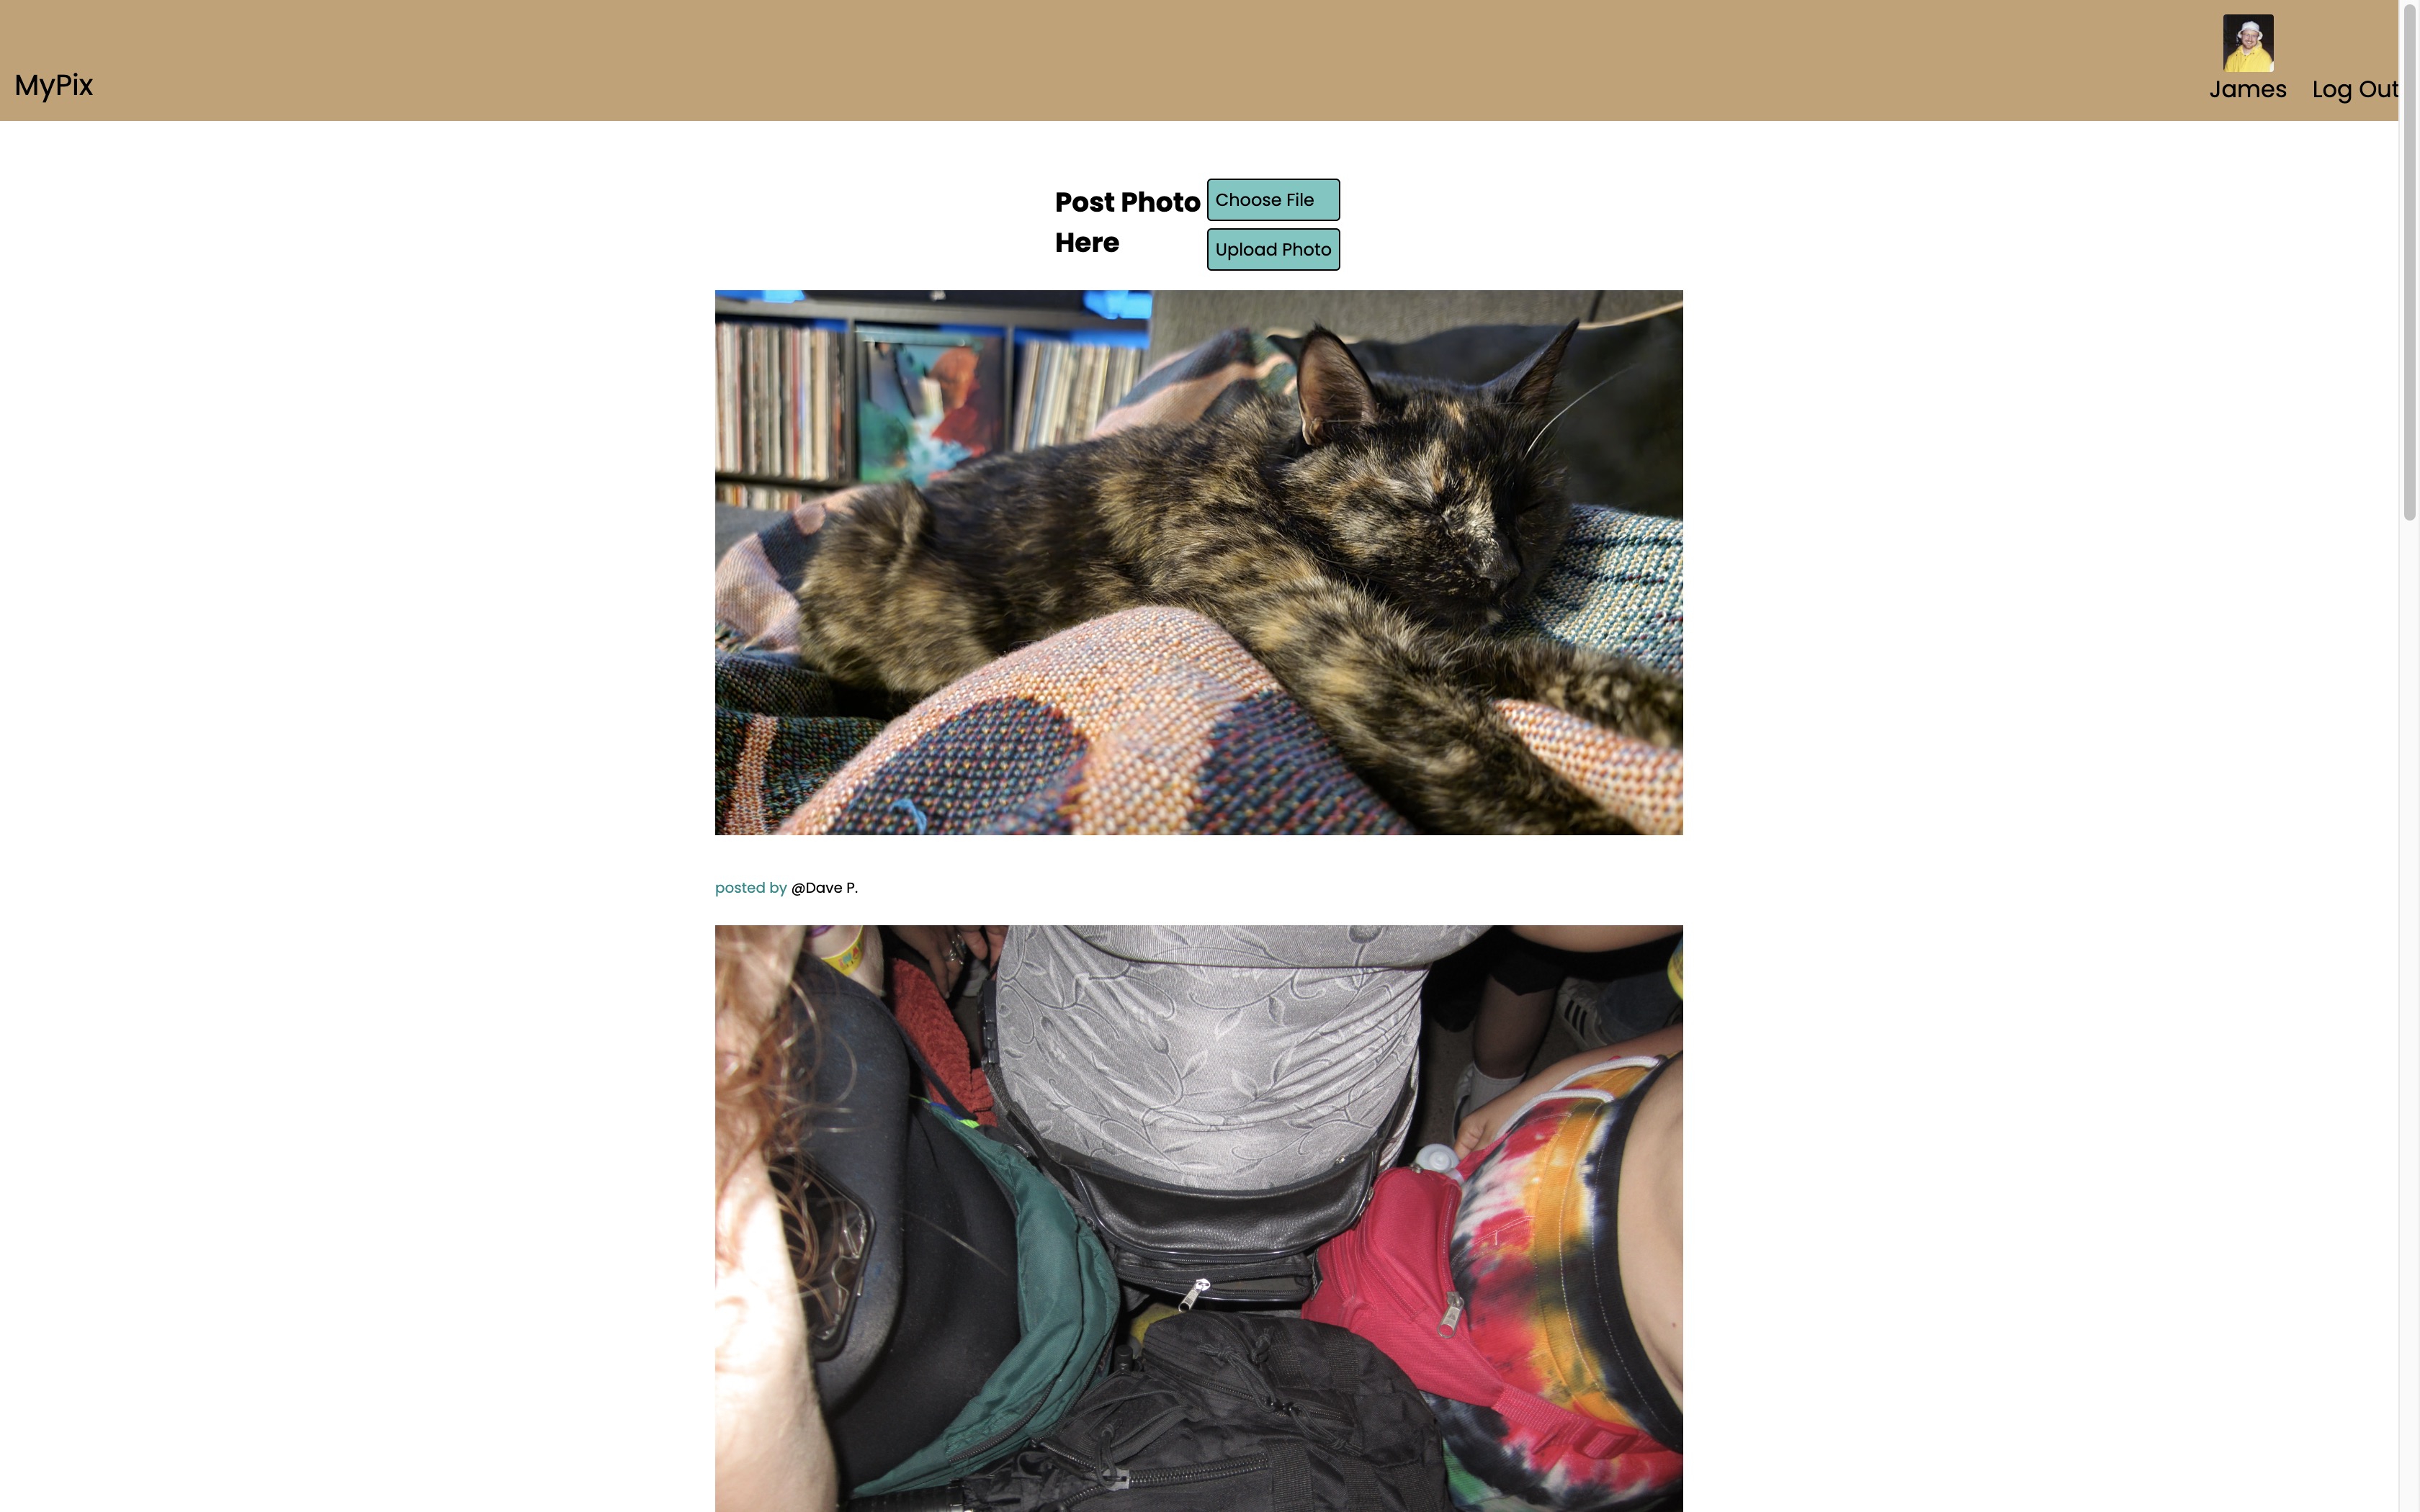 MyPix
James Log Out
Post Photo
Here
Choose File
Upload Photo
posted by @Dave P.